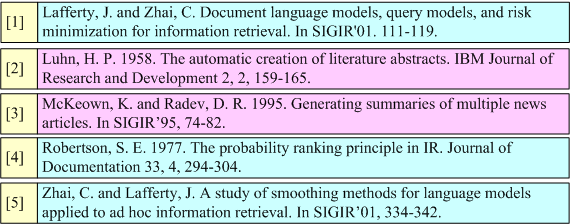 [1] Lafferty, J. and Zhai, C. Document language models, query models, and risk
minimization for information retrieval. In SIGIR'01. 111-119.
[2] Luhn, H. P. 1958. The automatic creation of literature abstracts. IBM Journal of
Research and Development 2, 2, 159-165.
[3] McKeown, K. and Radev, D. R. 1995. Generating summaries of multiple news
articles. In SIGIR’95, 74-82.
[4] Robertson, S. E. 1977. The probability ranking principle in IR. Journal of
Documentation 33, 4, 294-304.
[5] Zhai, C. and Lafferty, J. A study of smoothing methods for language models
applied to ad hoc information retrieval. In SIGIR’01, 334-342.